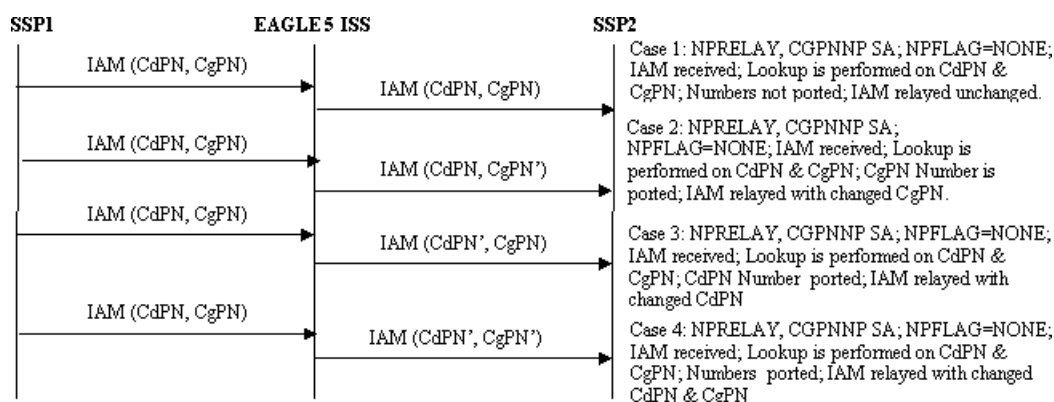 SSP1 EAGLE 5 ISS SSP2
IAM (CdPN, CgPN)
IAM (CdPN, CgPN)
Case 1: NPRELAY, CGPNNP SA; NPFLAG=NONE;
IAM received; Lookup is performed on CdPN &
CgPN; Numbers not ported; IAM relayed unchanged.
IAM (CdPN, CgPN)
IAM (CdPN, CgPN’)
Case 2: NPRELAY, CGPNNP SA;
NPFLAG=NONE; IAM received; Lookup is
performed on CdPN & CgPN; CgPN Number is
ported; IAM relayed with changed CgPN.
IAM (CdPN, CgPN)
IAM (CdPN’, CgPN)
Case 3: NPRELAY, CGPNNP SA; NPFLAG=NONE;
IAM received; Lookup is performed on CdPN &
CgPN; CdPN Number ported; IAM relayed with
changed CdPN
IAM (CdPN, CgPN)
IAM (CdPN’, CgPN’)
Case 4: NPRELAY, CGPNNP SA; NPFLAG=NONE;
IAM received; Lookup is performed on CdPN &
CgPN; Numbers ported; IAM relayed with changed
CdPN & CgPN